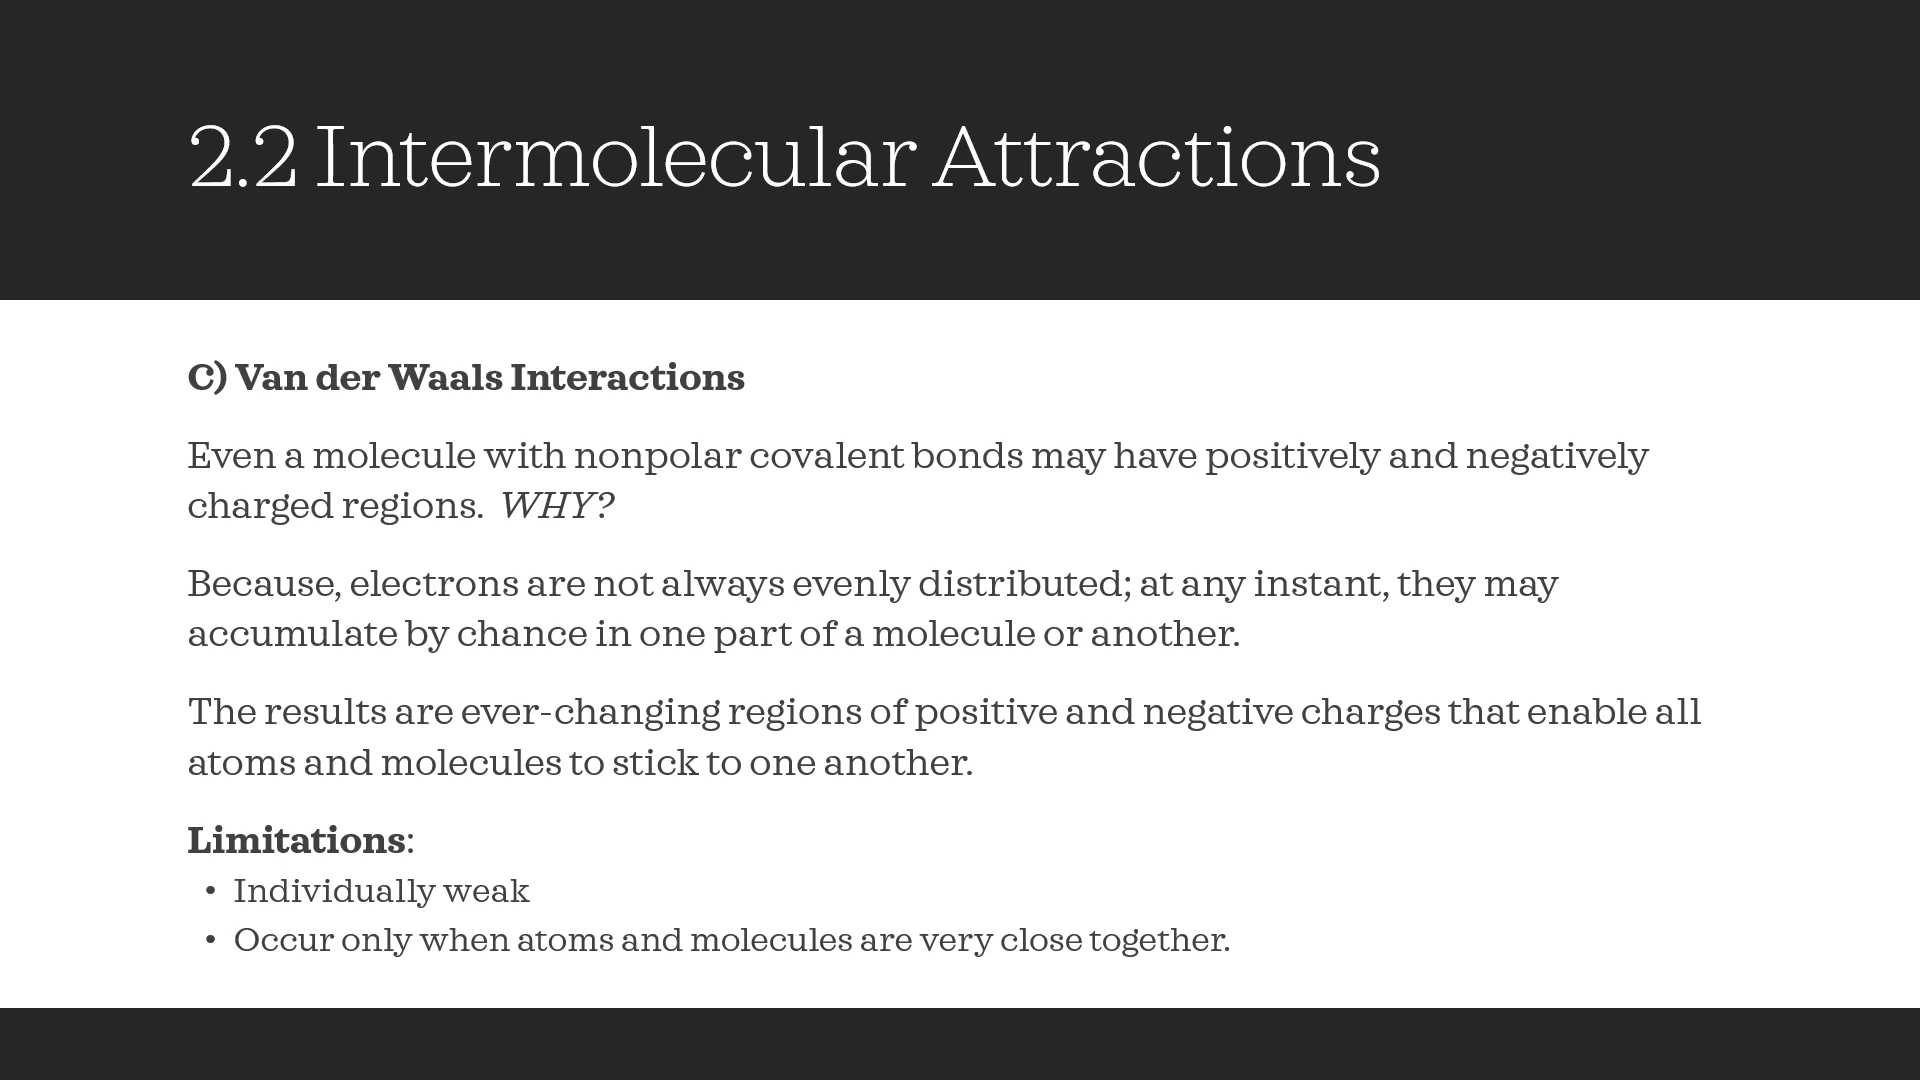 2.2 Intermolecular Attractions
C) Van der Waals Interactions
Even a molecule with nonpolar covalent bonds may have positively and negatively
charged regions.  WHY?
Because, electrons are not always evenly distributed; at any instant, they may
accumulate by chance in one part of a molecule or another.
The results are ever-changing regions of positive and negative charges that enable all
atoms and molecules to stick to one another.
Limitations:
• Individually weak
• Occur only when atoms and molecules are very close together.